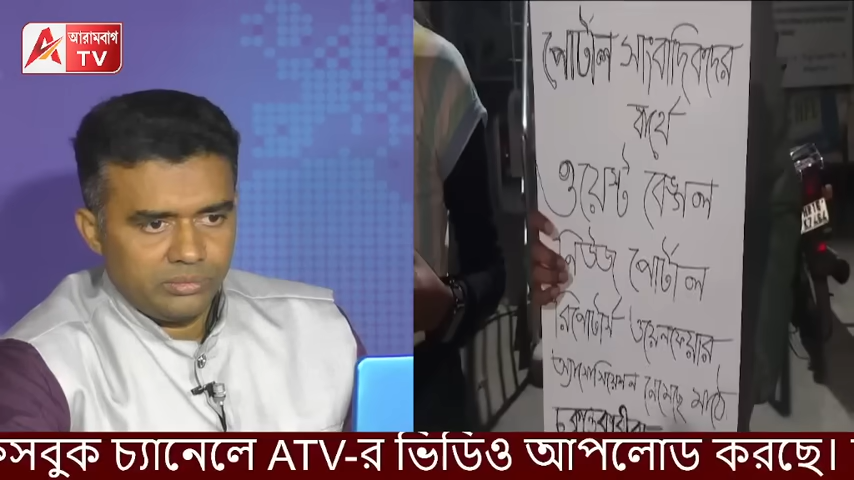 আরামবাগ
TV
পোর্টাল সাংবাদিকদের
স্বার্থে
ওয়েস্ট বেঙ্গল
নিউজ পোর্টাল
রিপোর্টার্স ওয়েলফেয়ার
অ্যাসোসিয়েশন নেমেছে মাঠে
সবুক চ্যানেলে ATV-র ভিডিও আপলোড করছে।